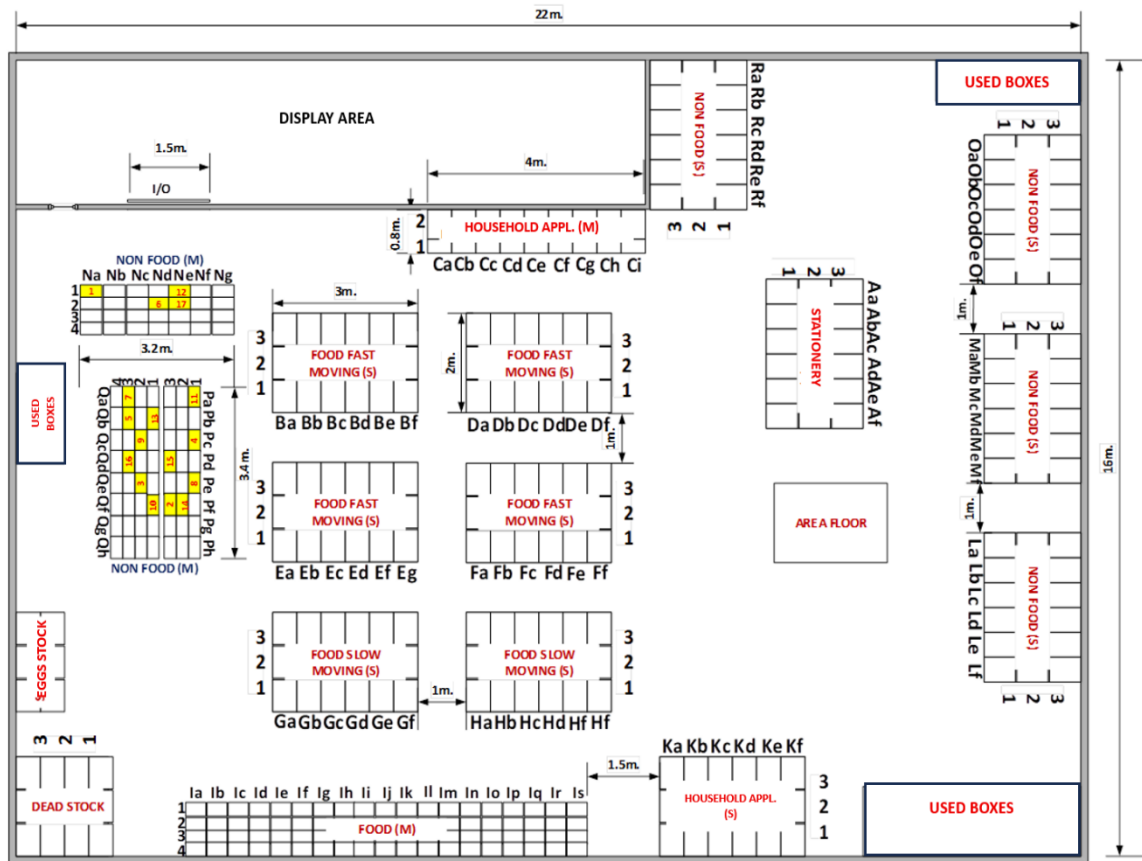 22m.
DISPLAY AREA
1.5m.
I/O
4m.
0.8m.
2
1
HOUSEHOLD APPL. (M)
Ca Cb Cc Cd Ce Cf Cg Ch Ci
NON FOOD (S)
Ra Rb Rc Rd Re Rf
3 2 1
USED BOXES
1 2 3
Oa Ob Oc Od Oe Of
NON FOOD (S)
1m.
16m.
NON FOOD (M)
Na Nb Nc Nd Ne Nf Ng
1 1 12
2 6 17
3
4
3.2m.
3m.
3
2
1
FOOD FAST
MOVING (S)
Ba Bb Bc Bd Be Bf
2m.
FOOD FAST
MOVING (S)
3
2
1
Da Db Dc Dd De Df
1m.
1 2 3
STATIONERY
Aa Ab Ac Ad Ae Af
1 2 3
Ma Mb Mc Md Me Mf
NON FOOD (S)
1m.
USED
BOXES
4 3 2 1 3 2 1
Qa Qb Qc Qd Qe Qf Qg Qh
7 11
5 13
9 4
16 15
3 8
10 2 14
Pa Pb Pc Pd Pe Pf Pg Ph
3.4m.
NON FOOD (M)
3
2
1
FOOD FAST
MOVING (S)
Ea Eb Ec Ed Ef Eg
FOOD FAST
MOVING (S)
3
2
1
Fa Fb Fc Fd Fe Ff
AREA FLOOR
La Lb Lc Ld Le Lf
NON FOOD (S)
1 2 3
EGGS STOCK
3
2
1
FOOD SLOW
MOVING (S)
Ga Gb Gc Gd Ge Gf
1m.
FOOD SLOW
MOVING (S)
3
2
1
Ha Hb Hc Hd Hf Hf
3 2 1
DEAD STOCK
Ia Ib Ic Id Ie If Ig Ih Ii Ij Ik Il Im In Io Ip Iq Ir Is
1
2
3
4
FOOD (M)
1.5m.
Ka Kb Kc Kd Ke Kf
HOUSEHOLD APPL.
(S)
3
2
1
USED BOXES